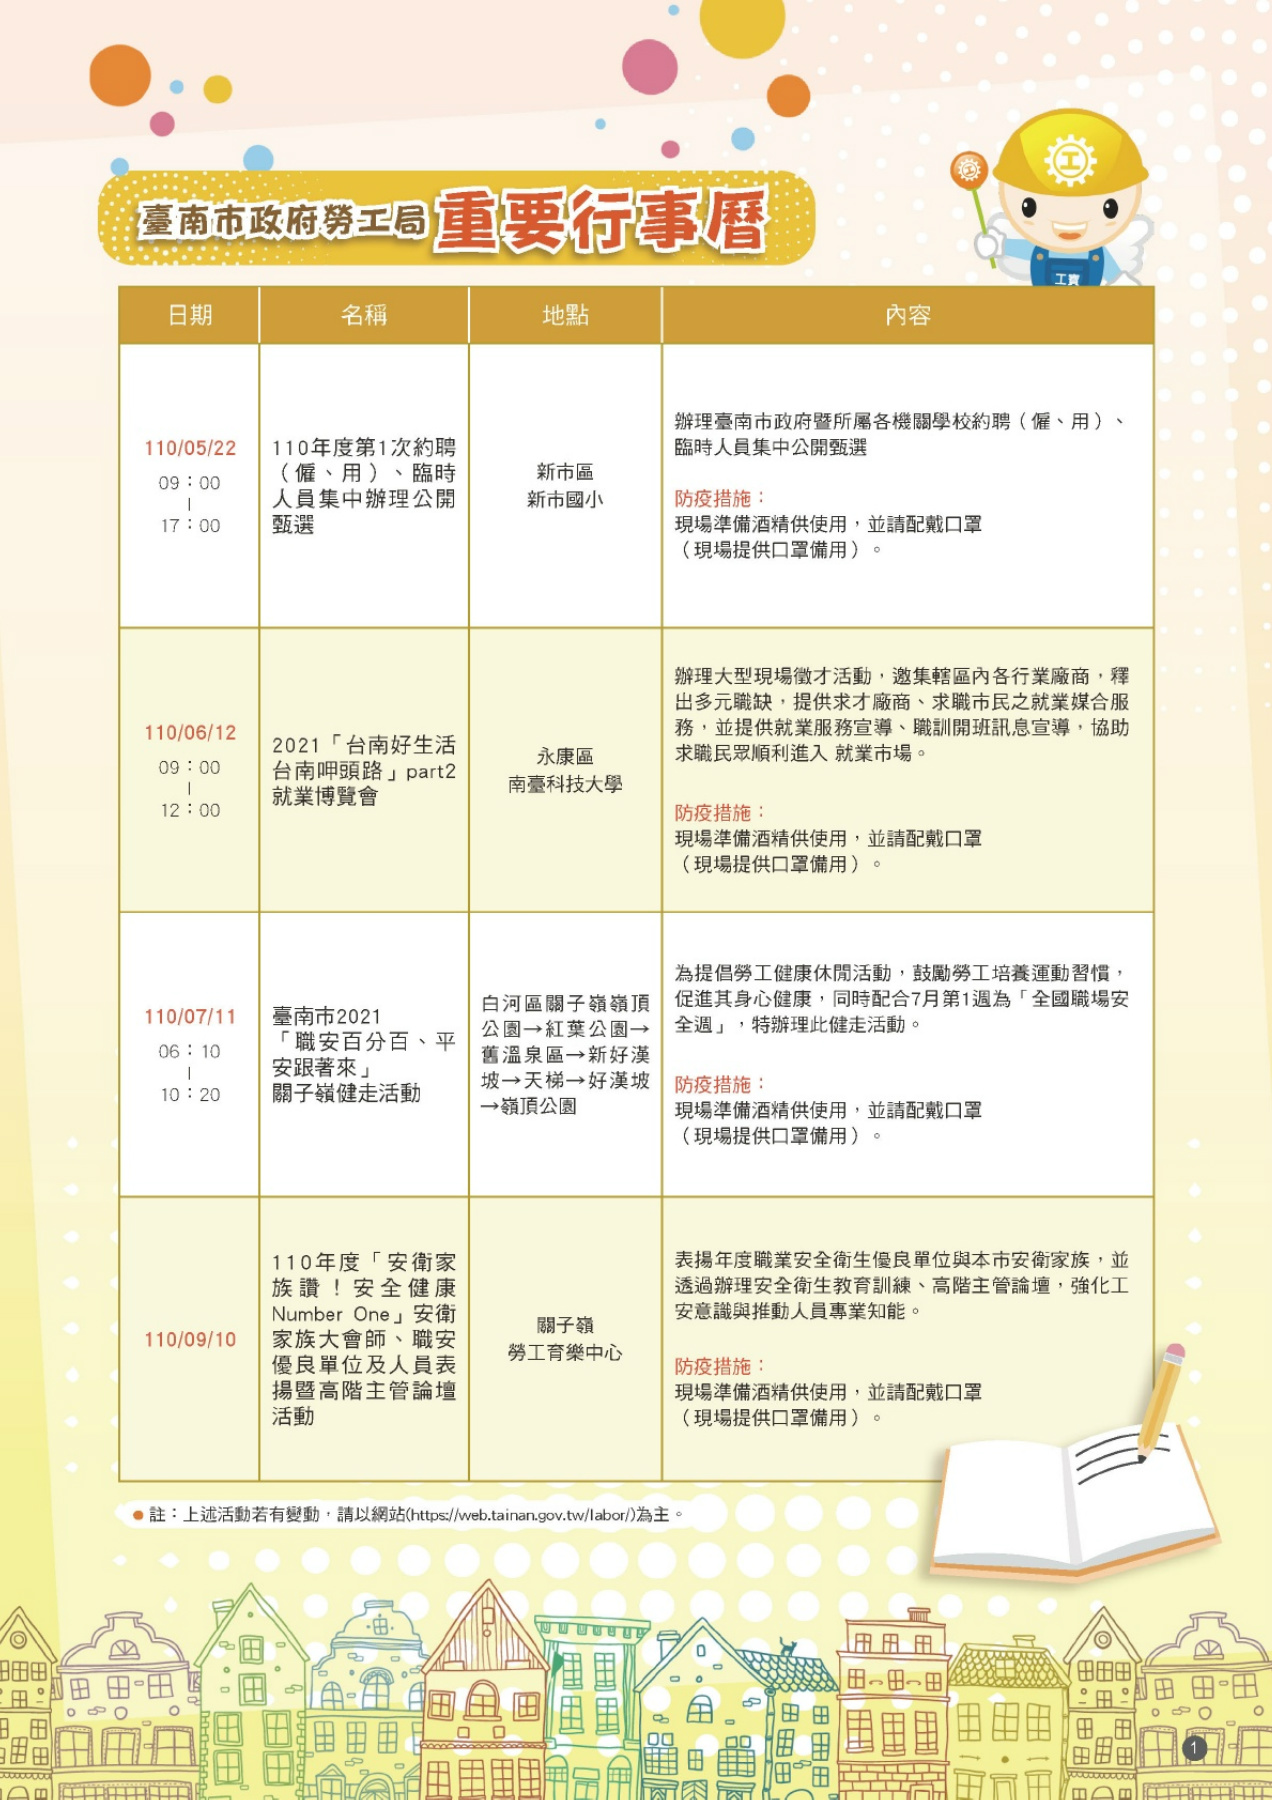 工
工寶
臺南市政府勞工局 重要行事曆
日期
名稱
地點
內容
110/05/22
09：00
|
17：00
110年度第1次約聘
（僱、用）、臨時
人員集中辦理公開
甄選
新市區
新市國小
辦理臺南市政府暨所屬各機關學校約聘（僱、用）、
臨時人員集中公開甄選
防疫措施：
現場準備酒精供使用，並請配戴口罩
（現場提供口罩備用）。
110/06/12
09：00
|
12：00
2021「台南好生活
台南呷頭路」part2
就業博覽會
永康區
南臺科技大學
辦理大型現場徵才活動，邀集轄區內各行業廠商，釋
出多元職缺，提供求才廠商、求職市民之就業媒合服
務，並提供就業服務宣導、職訓開班訊息宣導，協助
求職民眾順利進入 就業市場。
防疫措施：
現場準備酒精供使用，並請配戴口罩
（現場提供口罩備用）。
110/07/11
06：10
|
10：20
臺南市2021
「職安百分百、平
安跟著來」
關子嶺健走活動
白河區關子嶺嶺頂
公園→紅葉公園→
舊溫泉區→新好漢
坡→天梯→好漢坡
→嶺頂公園
為提倡勞工健康休閒活動，鼓勵勞工培養運動習慣，
促進其身心健康，同時配合7月第1週為「全國職場安
全週」，特辦理此健走活動。
防疫措施：
現場準備酒精供使用，並請配戴口罩
（現場提供口罩備用）。
110/09/10
110年度「安衛家
族讚！安全健康
Number One」安衛
家族大會師、職安
優良單位及人員表
揚暨高階主管論壇
活動
關子嶺
勞工育樂中心
表揚年度職業安全衛生優良單位與本市安衛家族，並
透過辦理安全衛生教育訓練、高階主管論壇，強化工
安意識與推動人員專業知能。
防疫措施：
現場準備酒精供使用，並請配戴口罩
（現場提供口罩備用）。
● 註：上述活動若有變動，請以網站(https://web.tainan.gov.tw/labor/)為主。
1